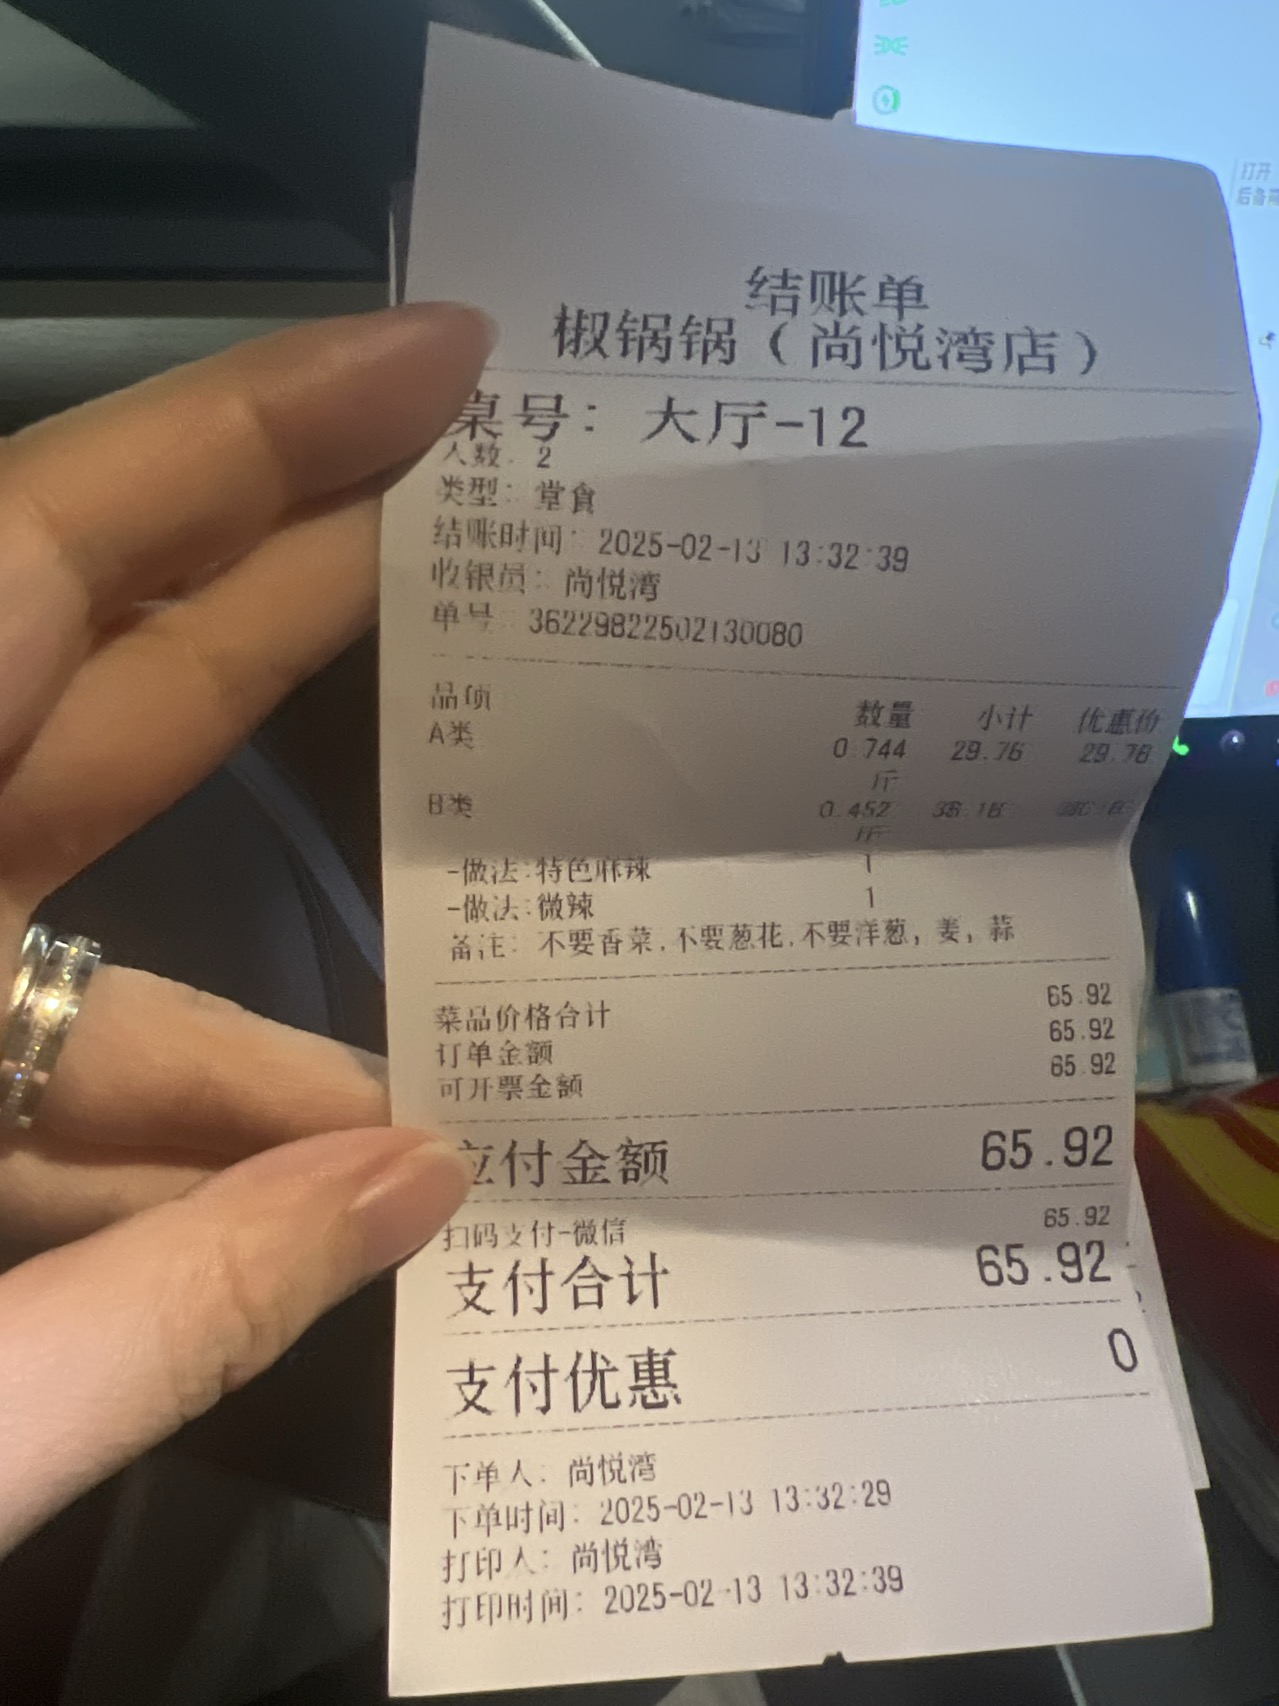 打开
后备
结账单
椒锅锅（尚悦湾店）
桌号：大厅-12
人数：2
类型：堂食
结账时间：2025-02-13 13:32:39
收银员：尚悦湾
单号：36229822502130080
品项 数量 小计 优惠价
A类 0.744 29.76 29.76
斤
B类 0.452 36.16 36.16
斤
-做法:特色麻辣 1
-做法:微辣 1
备注：不要香菜,不要葱花,不要洋葱，姜，蒜
菜品价格合计 65.92
订单金额 65.92
可开票金额 65.92
应付金额 65.92
扫码支付-微信 65.92
支付合计 65.92
支付优惠 0
下单人：尚悦湾
下单时间：2025-02-13 13:32:29
打印人：尚悦湾
打印时间：2025-02-13 13:32:39